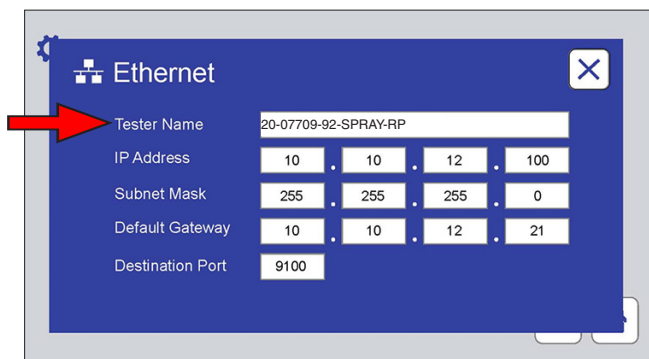 Ethernet
Tester Name 20-07709-92-SPRAY-RP
IP Address 10 . 10 . 12 . 100
Subnet Mask 255 . 255 . 255 . 0
Default Gateway 10 . 10 . 12 . 21
Destination Port 9100